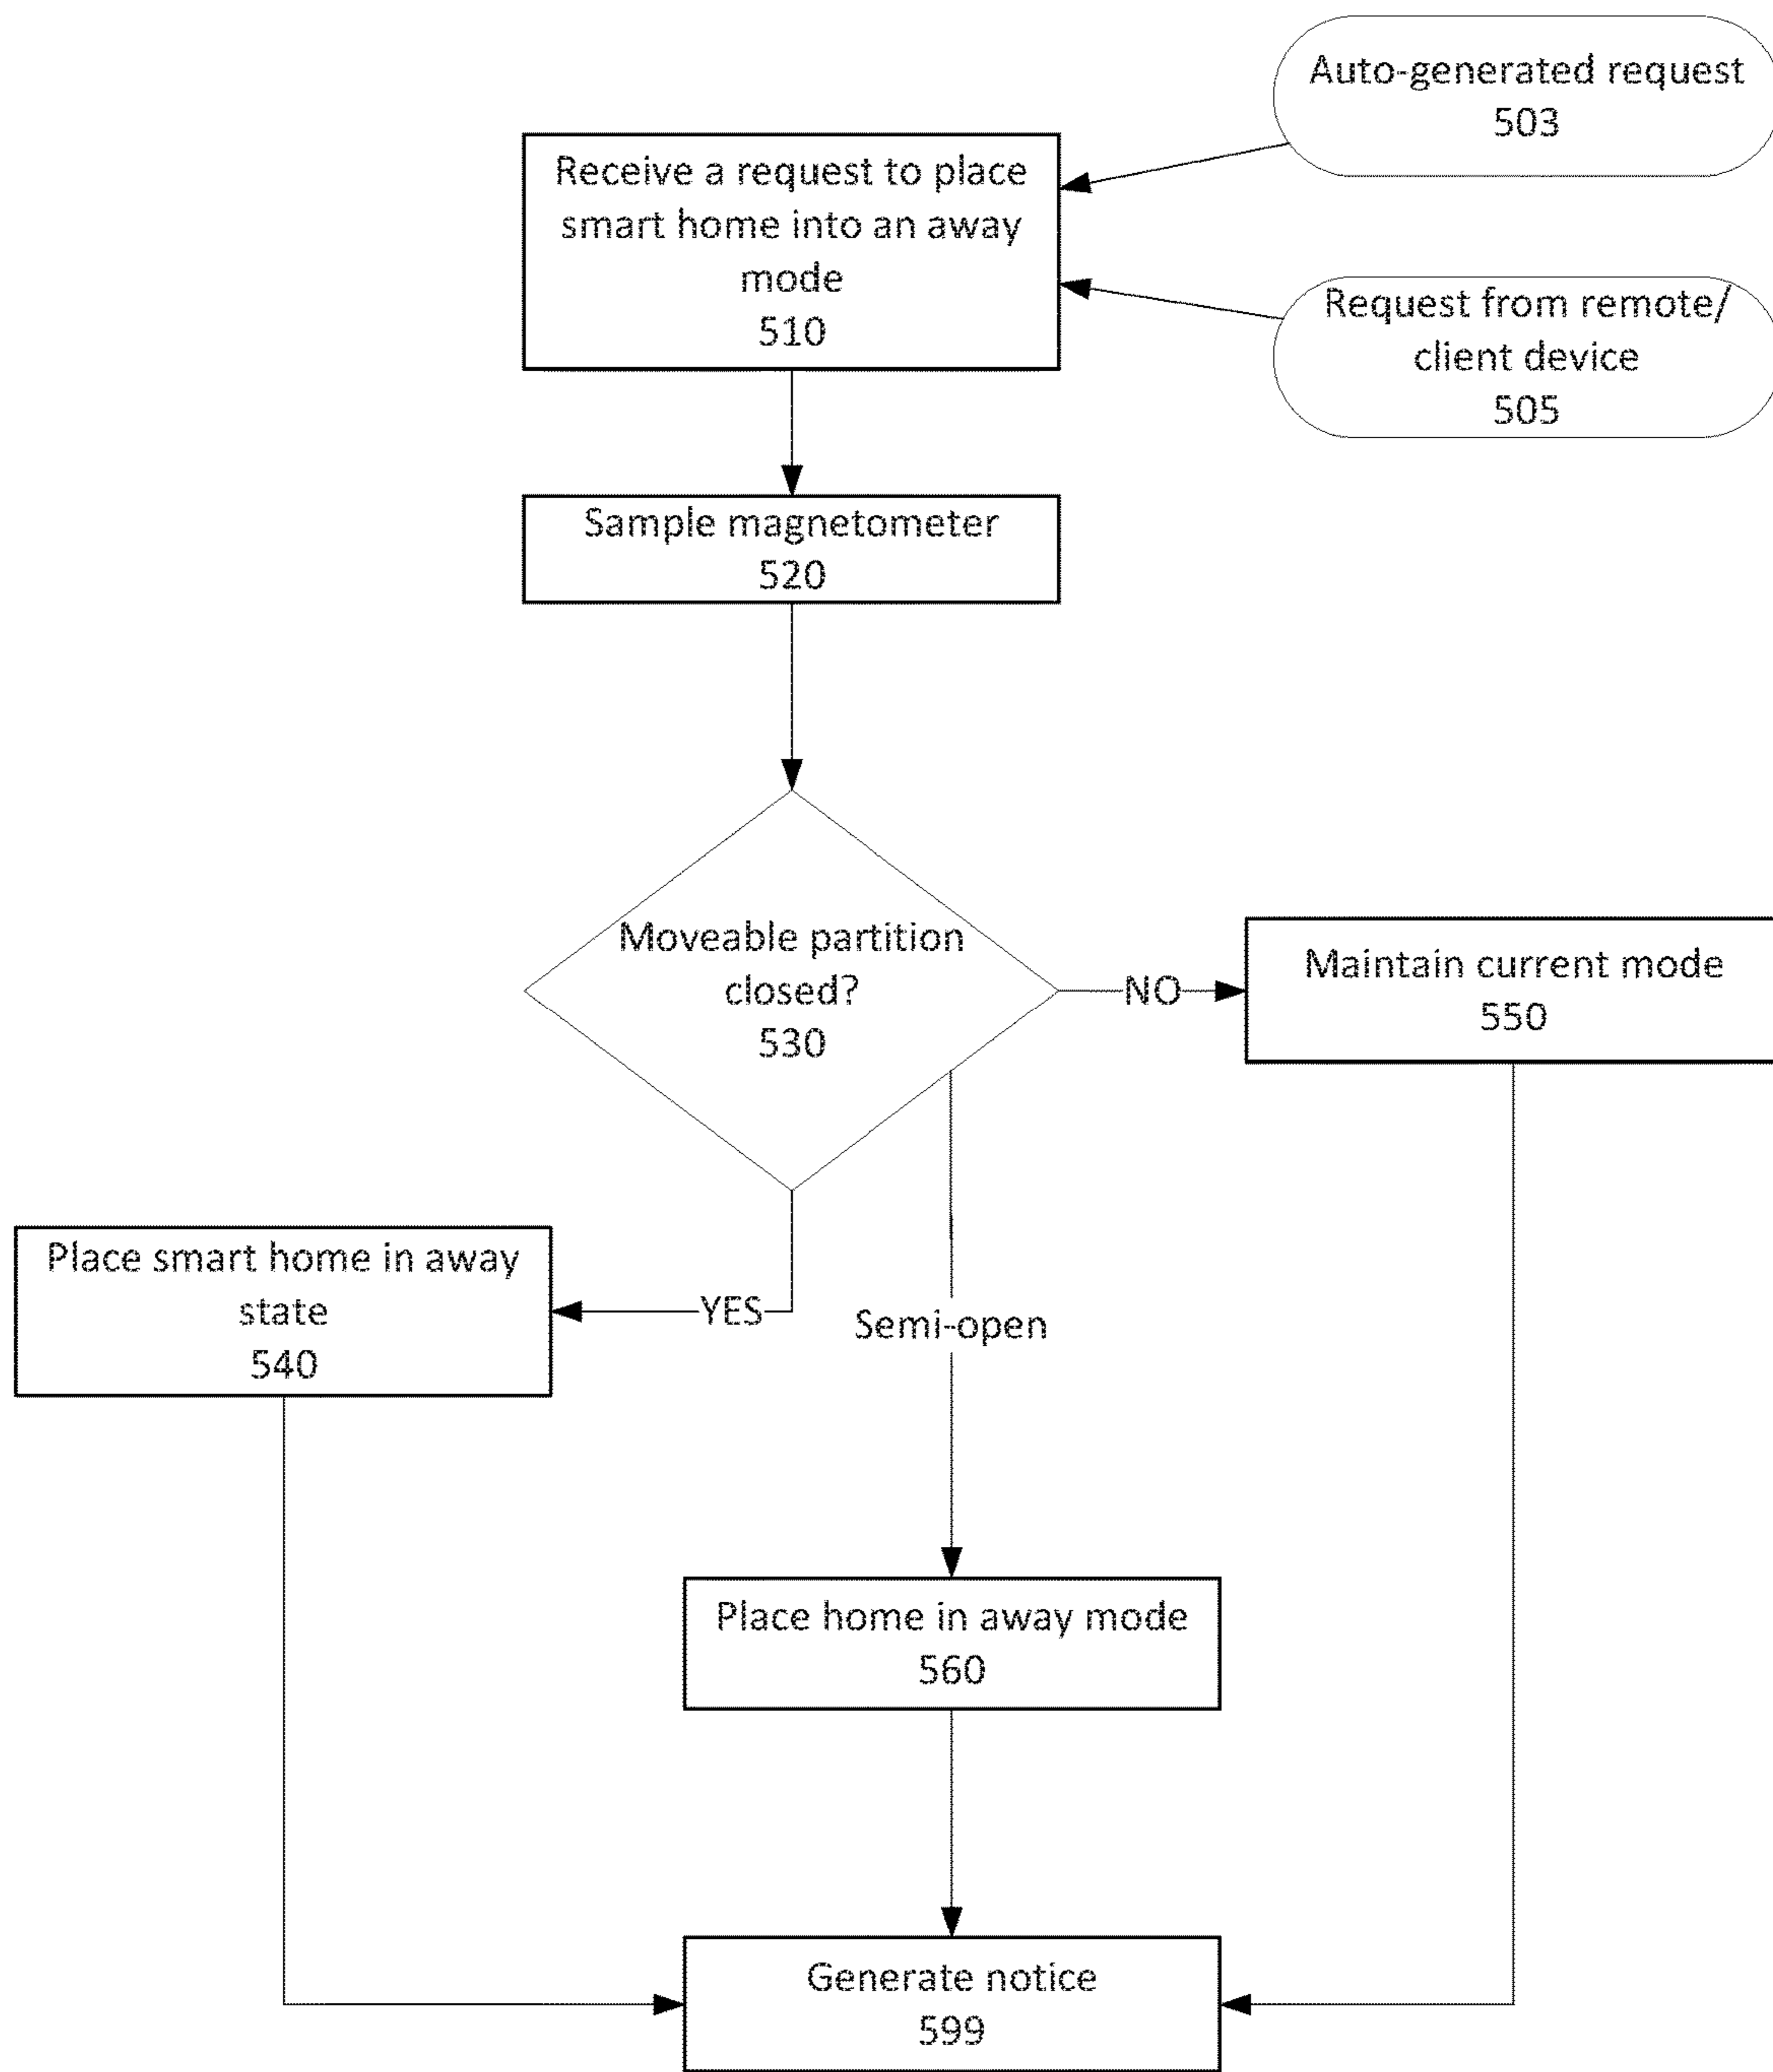 Auto-generated request
503
Receive a request to place
smart home into an away
mode
510
Request from remote/
client device
505
Sample magnetometer
520
Moveable partition
closed?
530
NO
Maintain current mode
550
Place smart home in away
state
540
YES
Semi-open
Place home in away mode
560
Generate notice
599